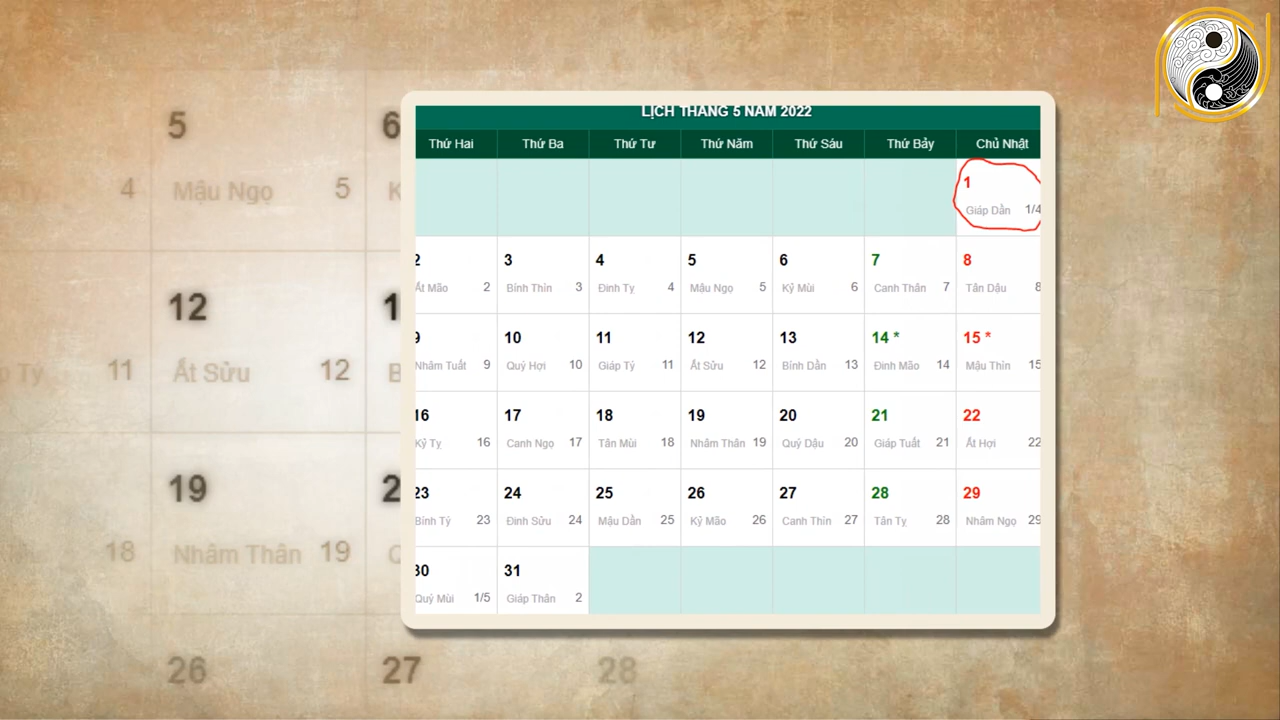 LỊCH THÁNG 5 NĂM 2022
Thứ Hai Thứ Ba Thứ Tư Thứ Năm Thứ Sáu Thứ Bảy Chủ Nhật
1
Giáp Dần 1/4
2 3 4 5 6 7 8
Ất Mão 2 Bính Thìn 3 Đinh Tỵ 4 Mậu Ngọ 5 Kỷ Mùi 6 Canh Thân 7 Tân Dậu 8
9 10 11 12 13 14 * 15 *
Nhâm Tuất 9 Quý Hợi 10 Giáp Tý 11 Ất Sửu 12 Bính Dần 13 Đinh Mão 14 Mậu Thìn 15
16 17 18 19 20 21 22
Kỷ Tỵ 16 Canh Ngọ 17 Tân Mùi 18 Nhâm Thân 19 Quý Dậu 20 Giáp Tuất 21 Ất Hợi 22
23 24 25 26 27 28 29
Bính Tý 23 Đinh Sửu 24 Mậu Dần 25 Kỷ Mão 26 Canh Thìn 27 Tân Tỵ 28 Nhâm Ngọ 29
30 31
Quý Mùi 1/5 Giáp Thân 2
5 6
4 Mậu Ngọ 5 K
12 1
Tý 11 Ất Sửu 12 B
19 2
18 Nhâm Thân 19
26 27 28